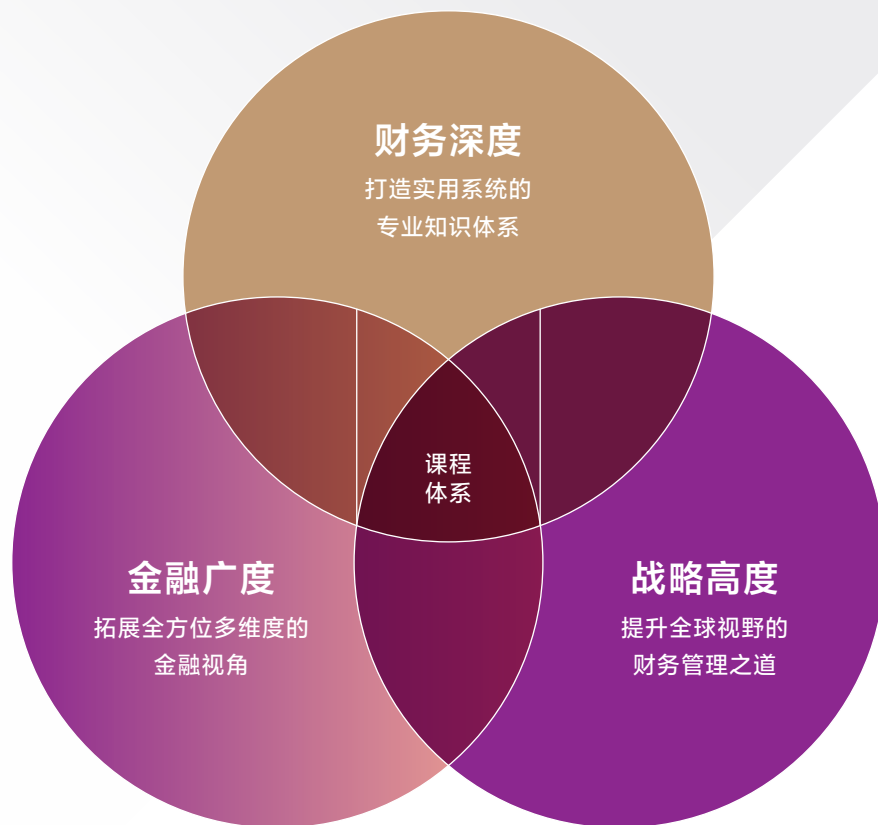 财务深度
打造实用系统的
专业知识体系
课程
体系
金融广度
拓展全方位多维度的
金融视角
战略高度
提升全球视野的
财务管理之道